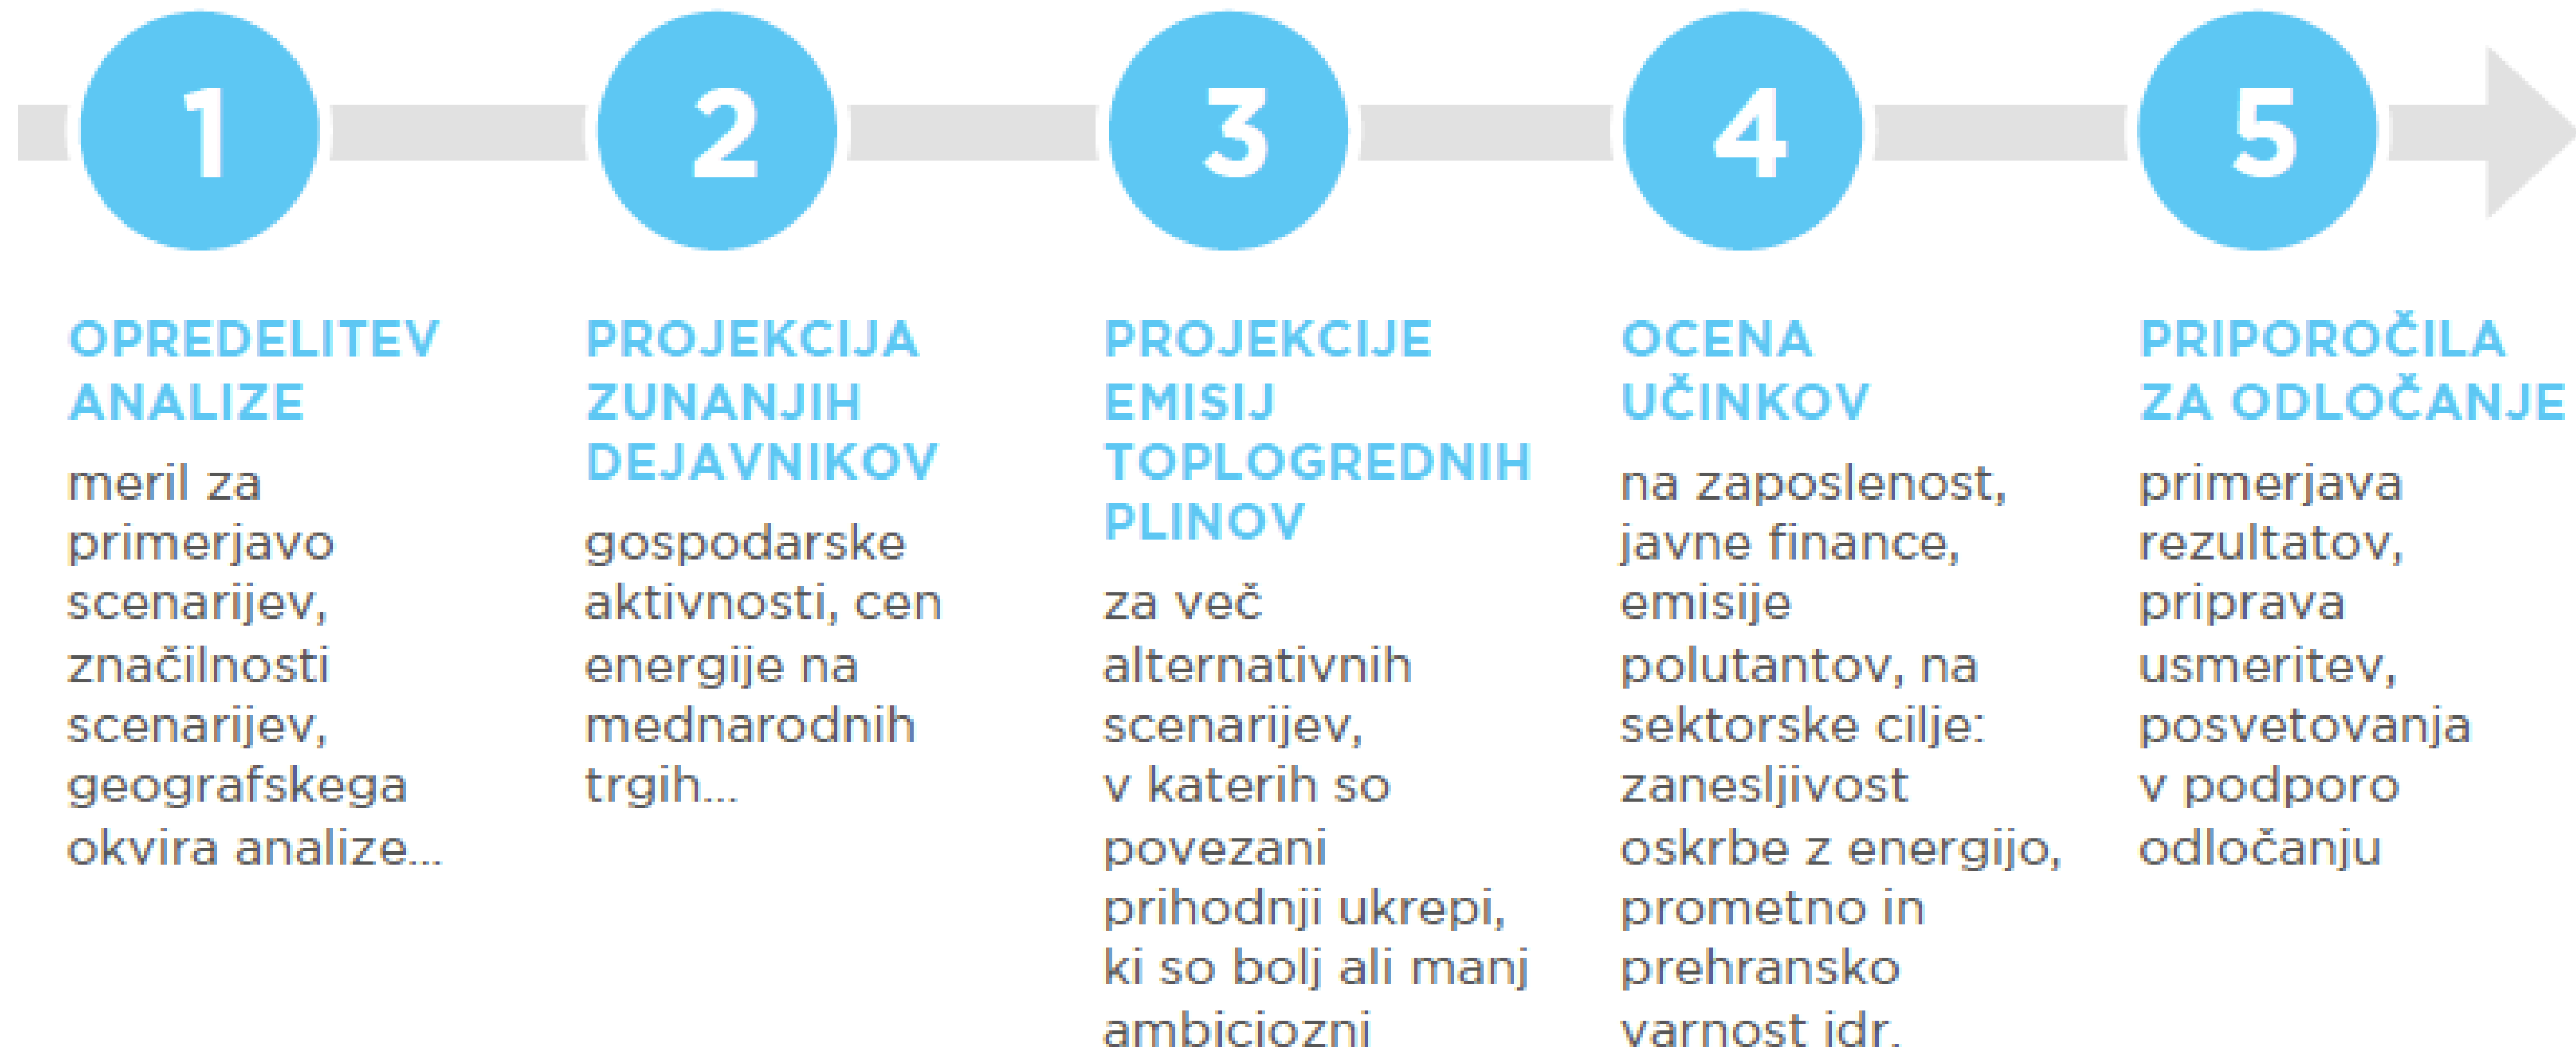 1
OPREDELITEV
ANALIZE
meril za
primerjavo
scenarijev,
značilnosti
scenarijev,
geografskega
okvira analize...
2
PROJEKCIJA
ZUNANJIH
DEJAVNIKOV
gospodarske
aktivnosti, cen
energije na
mednarodnih
trgih...
3
PROJEKCIJE
EMISIJ
TOPLOGREDNIH
PLINOV
za več
alternativnih
scenarijev,
v katerih so
povezani
prihodnji ukrepi,
ki so bolj ali manj
ambiciozni
4
OCENA
UČINKOV
na zaposlenost,
javne finance,
emisije
polutantov, na
sektorske cilje:
zanesljivost
oskrbe z energijo,
prometno in
prehransko
varnost idr.
5
PRIPOROČILA
ZA ODLOČANJE
primerjava
rezultatov,
priprava
usmeritev,
posvetovanja
v podporo
odločanju